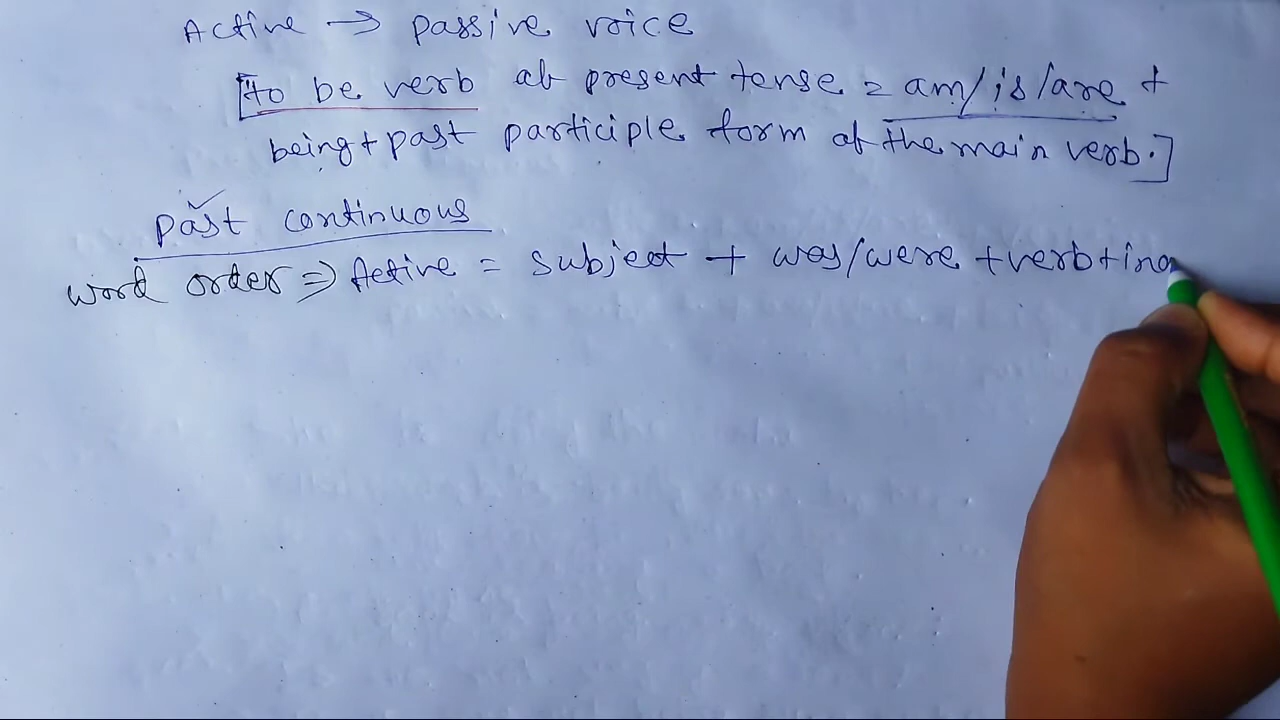 Active → passive voice
[To be verb of present tense = am/is/are +
being + past participle form of the main verb.]
Past continuous
word order ⇒ Active = subject + was/were + verb + ing